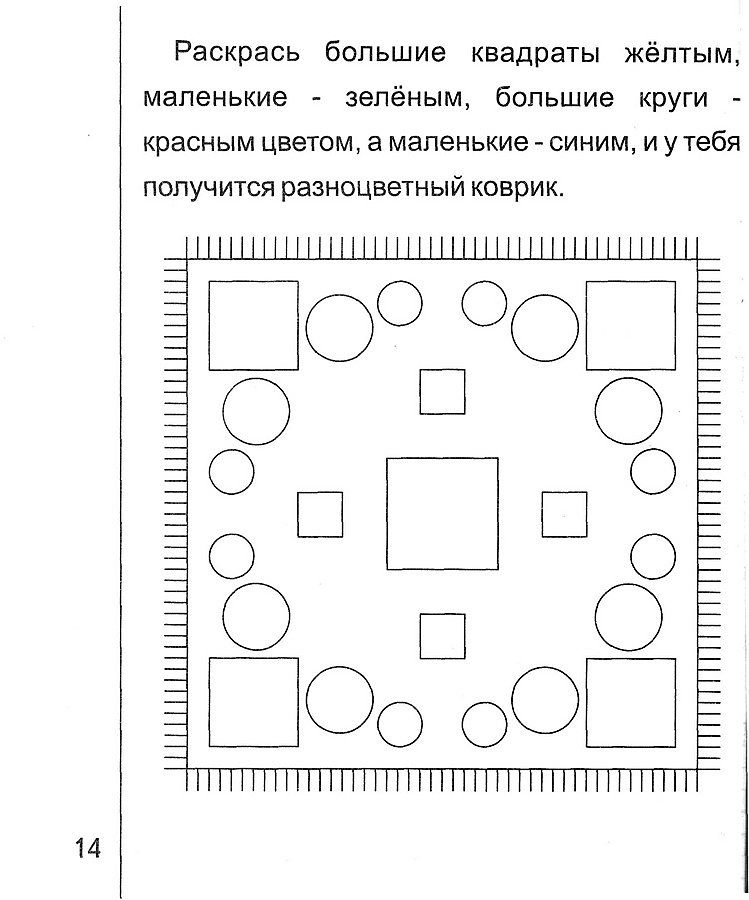 Раскрась большие квадраты жёлтым,
маленькие - зелёным, большие круги -
красным цветом, а маленькие - синим, и у тебя
получится разноцветный коврик.
14